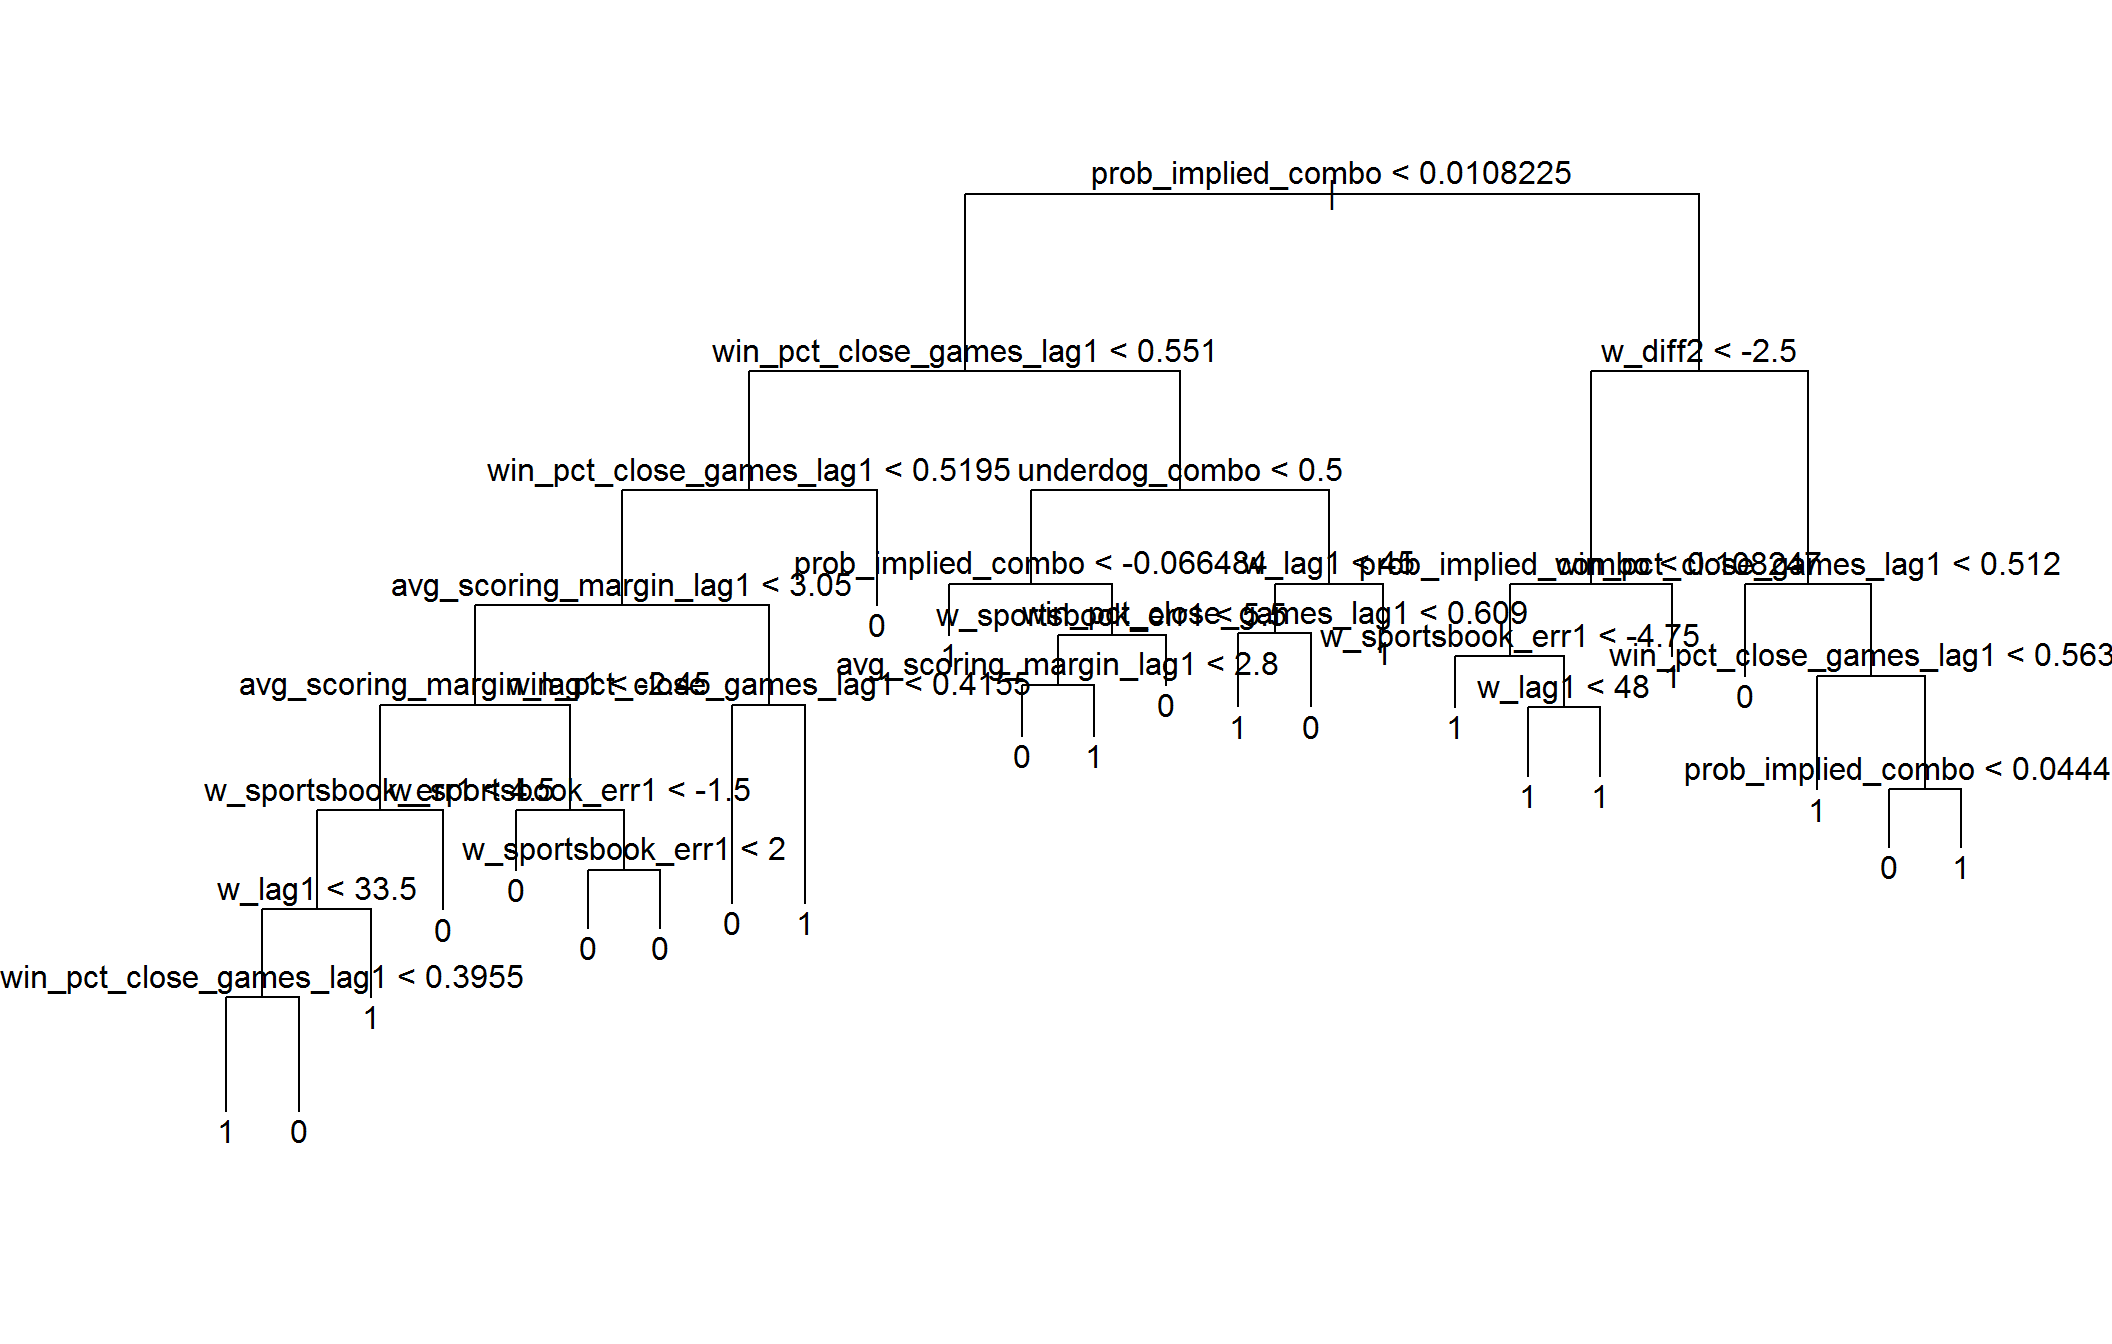 prob_implied_combo < 0.0108225
win_pct_close_games_lag1 < 0.551
w_diff2 < -2.5
win_pct_close_games_lag1 < 0.5195
underdog_combo < 0.5
prob_implied_combo < -0.066484
w_lag1 < 45
prob_implied_combo < 0.108247
win_pct_close_games_lag1 < 0.512
avg_scoring_margin_lag1 < 3.05
0
w_sportsbook_err1 < 5.5
win_pct_close_games_lag1 < 0.609
1
w_sportsbook_err1 < -4.75
1
1
win_pct_close_games_lag1 < 0.563
avg_scoring_margin_lag1 < 2.8
avg_scoring_margin_lag1 < -2.45
win_pct_close_games_lag1 < 0.4155
w_lag1 < 48
0
0
1
0
1
0
1
prob_implied_combo < 0.0444
w_sportsbook_err1 < 4.5
w_sportsbook_err1 < -1.5
1
1
1
w_sportsbook_err1 < 2
0
1
w_lag1 < 33.5
0
0
0
0
0
1
win_pct_close_games_lag1 < 0.3955
1
1
0